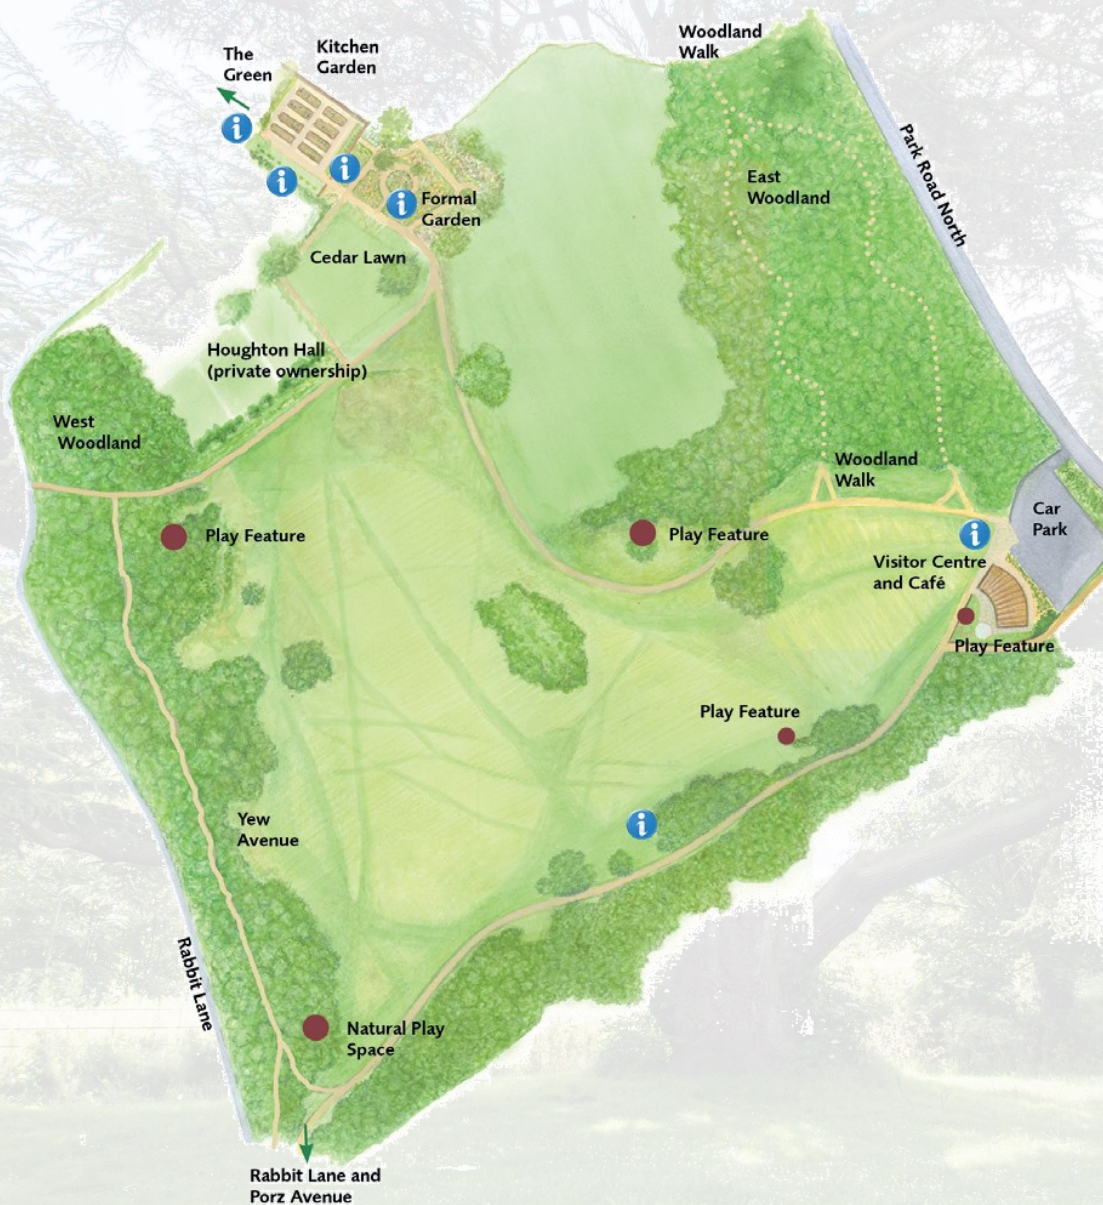 Woodland
Walk
The
Green
Kitchen
Garden
Park Road North
East
Woodland
Formal
Garden
Cedar Lawn
Houghton Hall
(private ownership)
West
Woodland
Woodland
Walk
Car
Park
Play Feature
Play Feature
Visitor Centre
and Café
Play Feature
Play Feature
Yew
Avenue
Rabbit Lane
Natural Play
Space
Rabbit Lane and
Porz Avenue
i
i
i
i
i
i